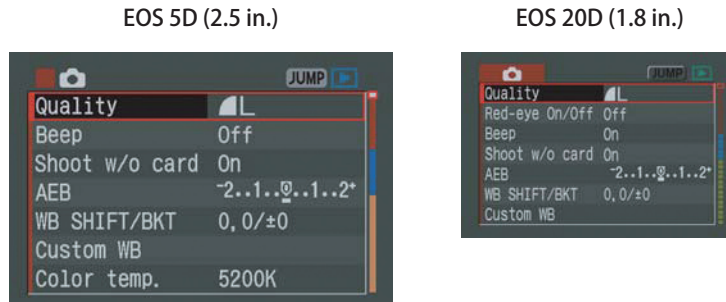 EOS 5D (2.5 in.)
JUMP
Quality L
Beep Off
Shoot w/o card On
AEB -2..1..0..1..2+
WB SHIFT/BKT 0,0/±0
Custom WB
Color temp. 5200K
EOS 20D (1.8 in.)
JUMP
Quality L
Red-eye On/Off Off
Beep On
Shoot w/o card On
AEB -2..1..0..1..2+
WB SHIFT/BKT 0,0/±0
Custom WB